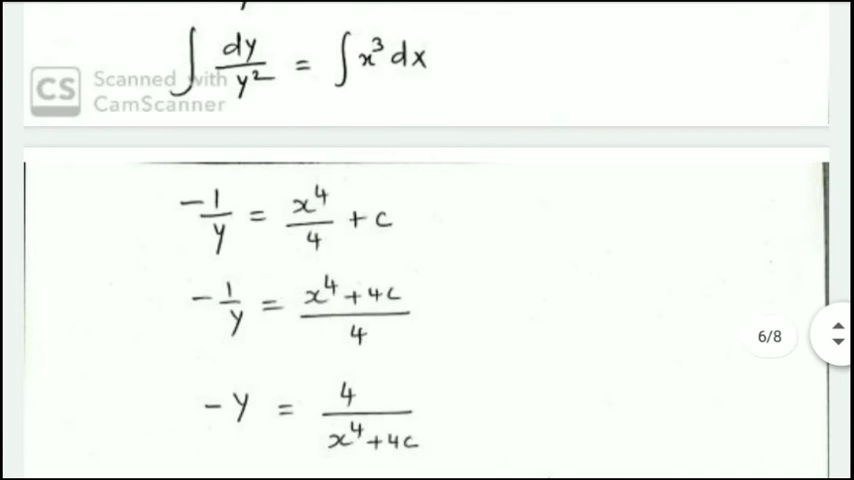 ∫ dy/y² = ∫ x³ dx
CS Scanned with
CamScanner
-1/y = x⁴/4 + c
-1/y = (x⁴+4c)/4
-y = 4/(x⁴+4c)
6/8